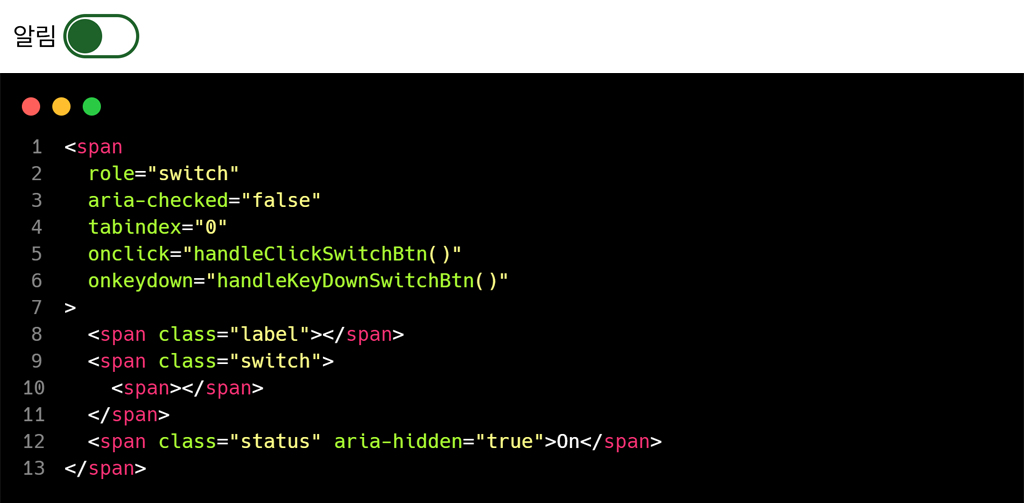 알림
1 <span
2 role="switch"
3 aria-checked="false"
4 tabindex="0"
5 onclick="handleClickSwitchBtn()"
6 onkeydown="handleKeyDownSwitchBtn()"
7 >
8 <span class="label"></span>
9 <span class="switch">
10 <span></span>
11 </span>
12 <span class="status" aria-hidden="true">On</span>
13 </span>